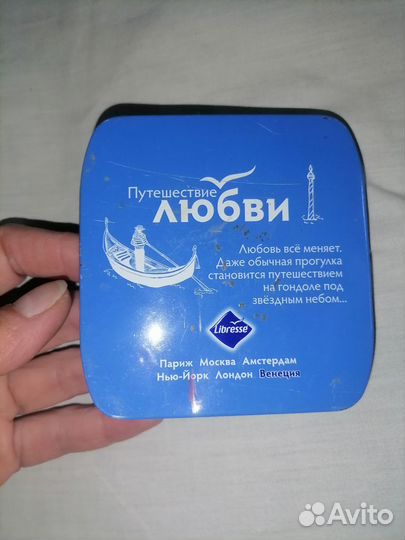 Путешествие
ЛЮБВИ
Любовь всё меняет.
Даже обычная прогулка
становится путешествием
на гондоле под
звёздным небом...
Libresse
Париж Москва Амстердам
Нью-Йорк Лондон Венеция
Avito